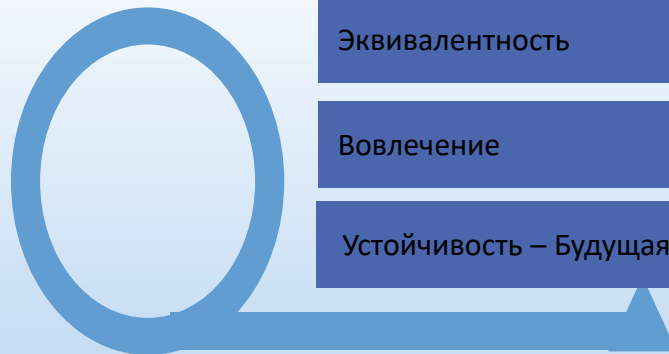 Эквивалентность
Вовлечение
Устойчивость – Будущая